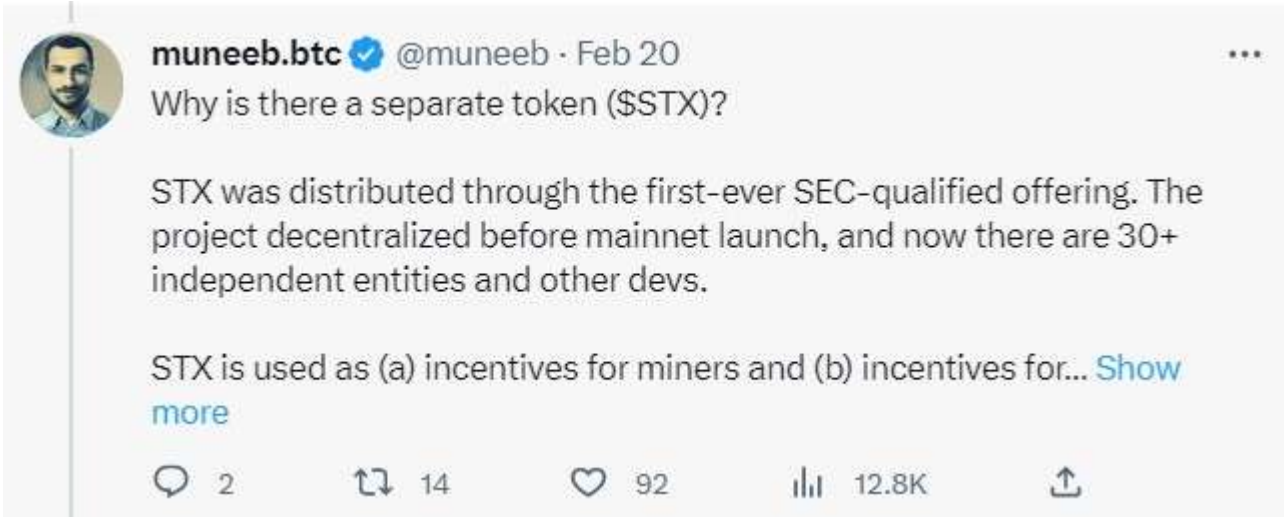 muneeb.btc @muneeb · Feb 20
Why is there a separate token ($STX)?
STX was distributed through the first-ever SEC-qualified offering. The
project decentralized before mainnet launch, and now there are 30+
independent entities and other devs.
STX is used as (a) incentives for miners and (b) incentives for... Show
more
2 14 92 12.8K